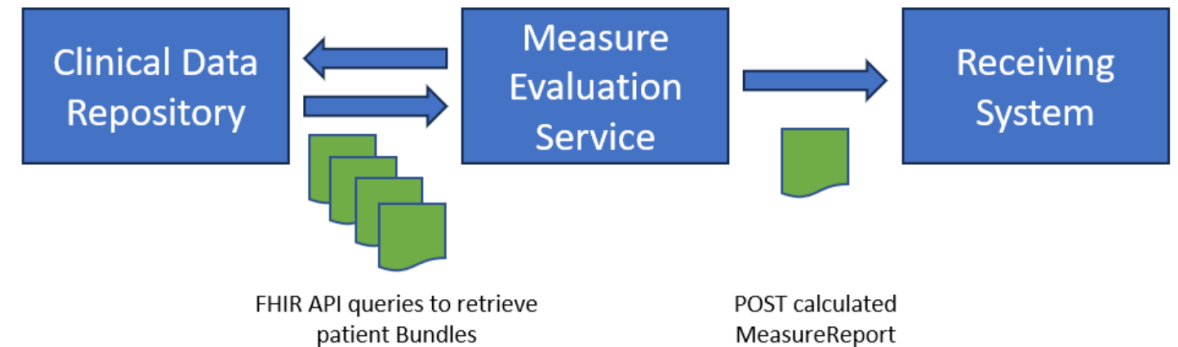 Clinical Data
Repository
Measure
Evaluation
Service
Receiving
System
FHIR API queries to retrieve
patient Bundles
POST calculated
MeasureReport